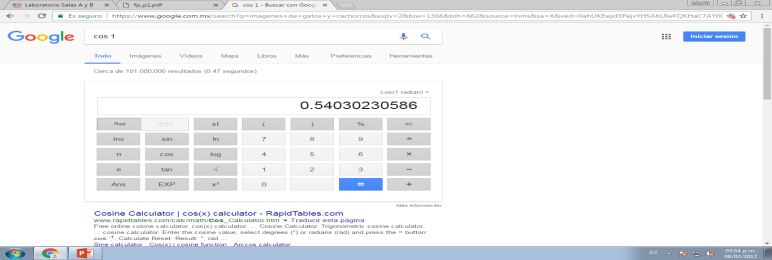 Laboratorio Salas A y B
fp_p1.pdf
cos 1 - Buscar con Goog
Es seguro | https://www.google.com.mx/search?q=imagenes+de+gatos+y+cachorros&espv=2&biw=1366&bih=662&source=lnms&sa=X&ved=
Google
cos 1
Iniciar sesión
Todo Imágenes Vídeos Maps Libros Más Preferencias Herramientas
Cerca de 101,000,000 resultados (0.47 segundos)
cos(1 radian) =
0.54030230586
Rad x! ( ) % AC
Inv sin ln 7 8 9 ÷
π cos log 4 5 6 ×
e tan √ 1 2 3 −
Ans EXP xʸ 0 . = +
Más información
Cosine Calculator | cos(x) calculator - RapidTables.com
www.rapidtables.com/calc/math/Cos_Calculator.htm ▾ Traducir esta página
Free online cosine calculator. cos(x) calculator. ... Cosine Calculator. Trigonometric cosine calculator.
... cosine calculator. Enter the cosine value, select degrees (°) or radians (rad) and press the = button:
cos ⁻¹. Calculate Reset. Result: °. rad ...
Sine calculator · Cos(x) | cosine function · Arccos calculator
ES
03:54 p.m.
08/02/2017